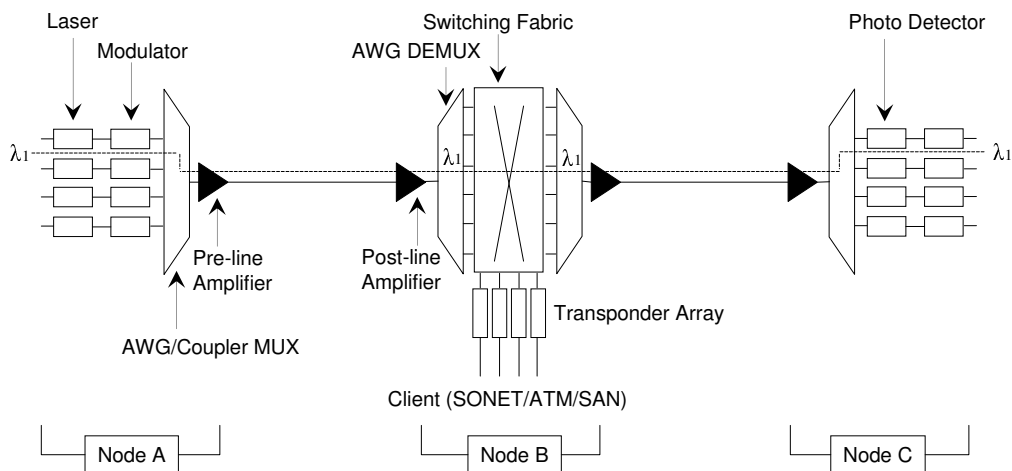 Laser
Modulator
Switching Fabric
AWG DEMUX
Photo Detector
λ1
λ1
λ1
λ1
Pre-line
Amplifier
Post-line
Amplifier
AWG/Coupler MUX
Transponder Array
Client (SONET/ATM/SAN)
Node A
Node B
Node C